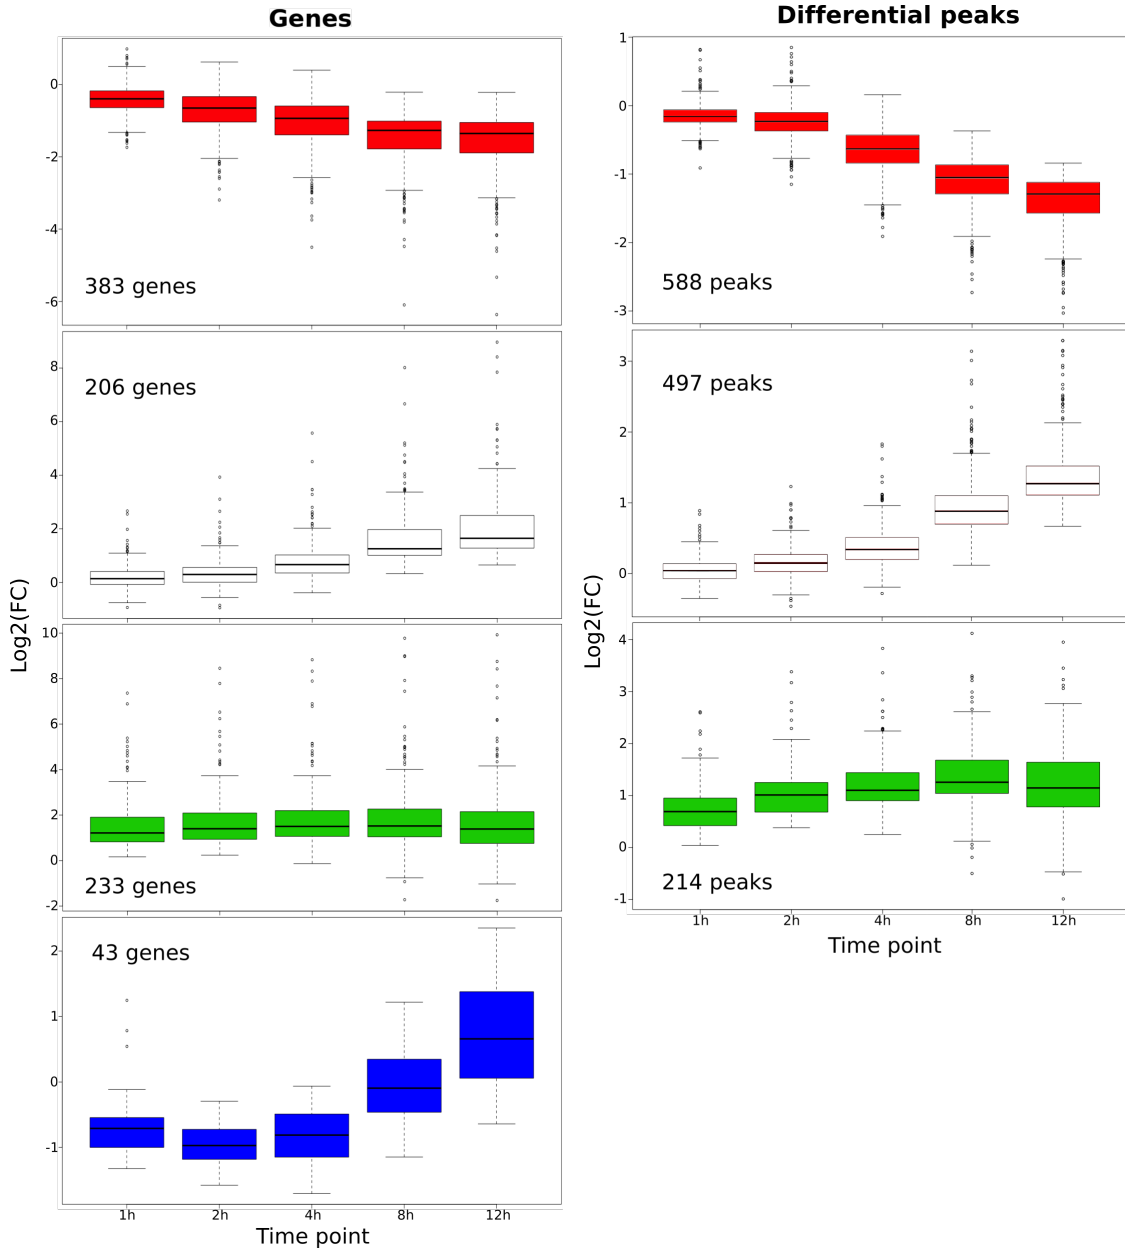 Genes
Differential peaks
0
-2
-4
-6
383 genes
1
0
-1
-2
-3
588 peaks
8
6
4
2
0
206 genes
3
2
1
0
497 peaks
Log2(FC)
Log2(FC)
10
8
6
4
2
0
-2
233 genes
4
3
2
1
0
-1
214 peaks
1h 2h 4h 8h 12h
Time point
2
1
0
-1
43 genes
1h 2h 4h 8h 12h
Time point